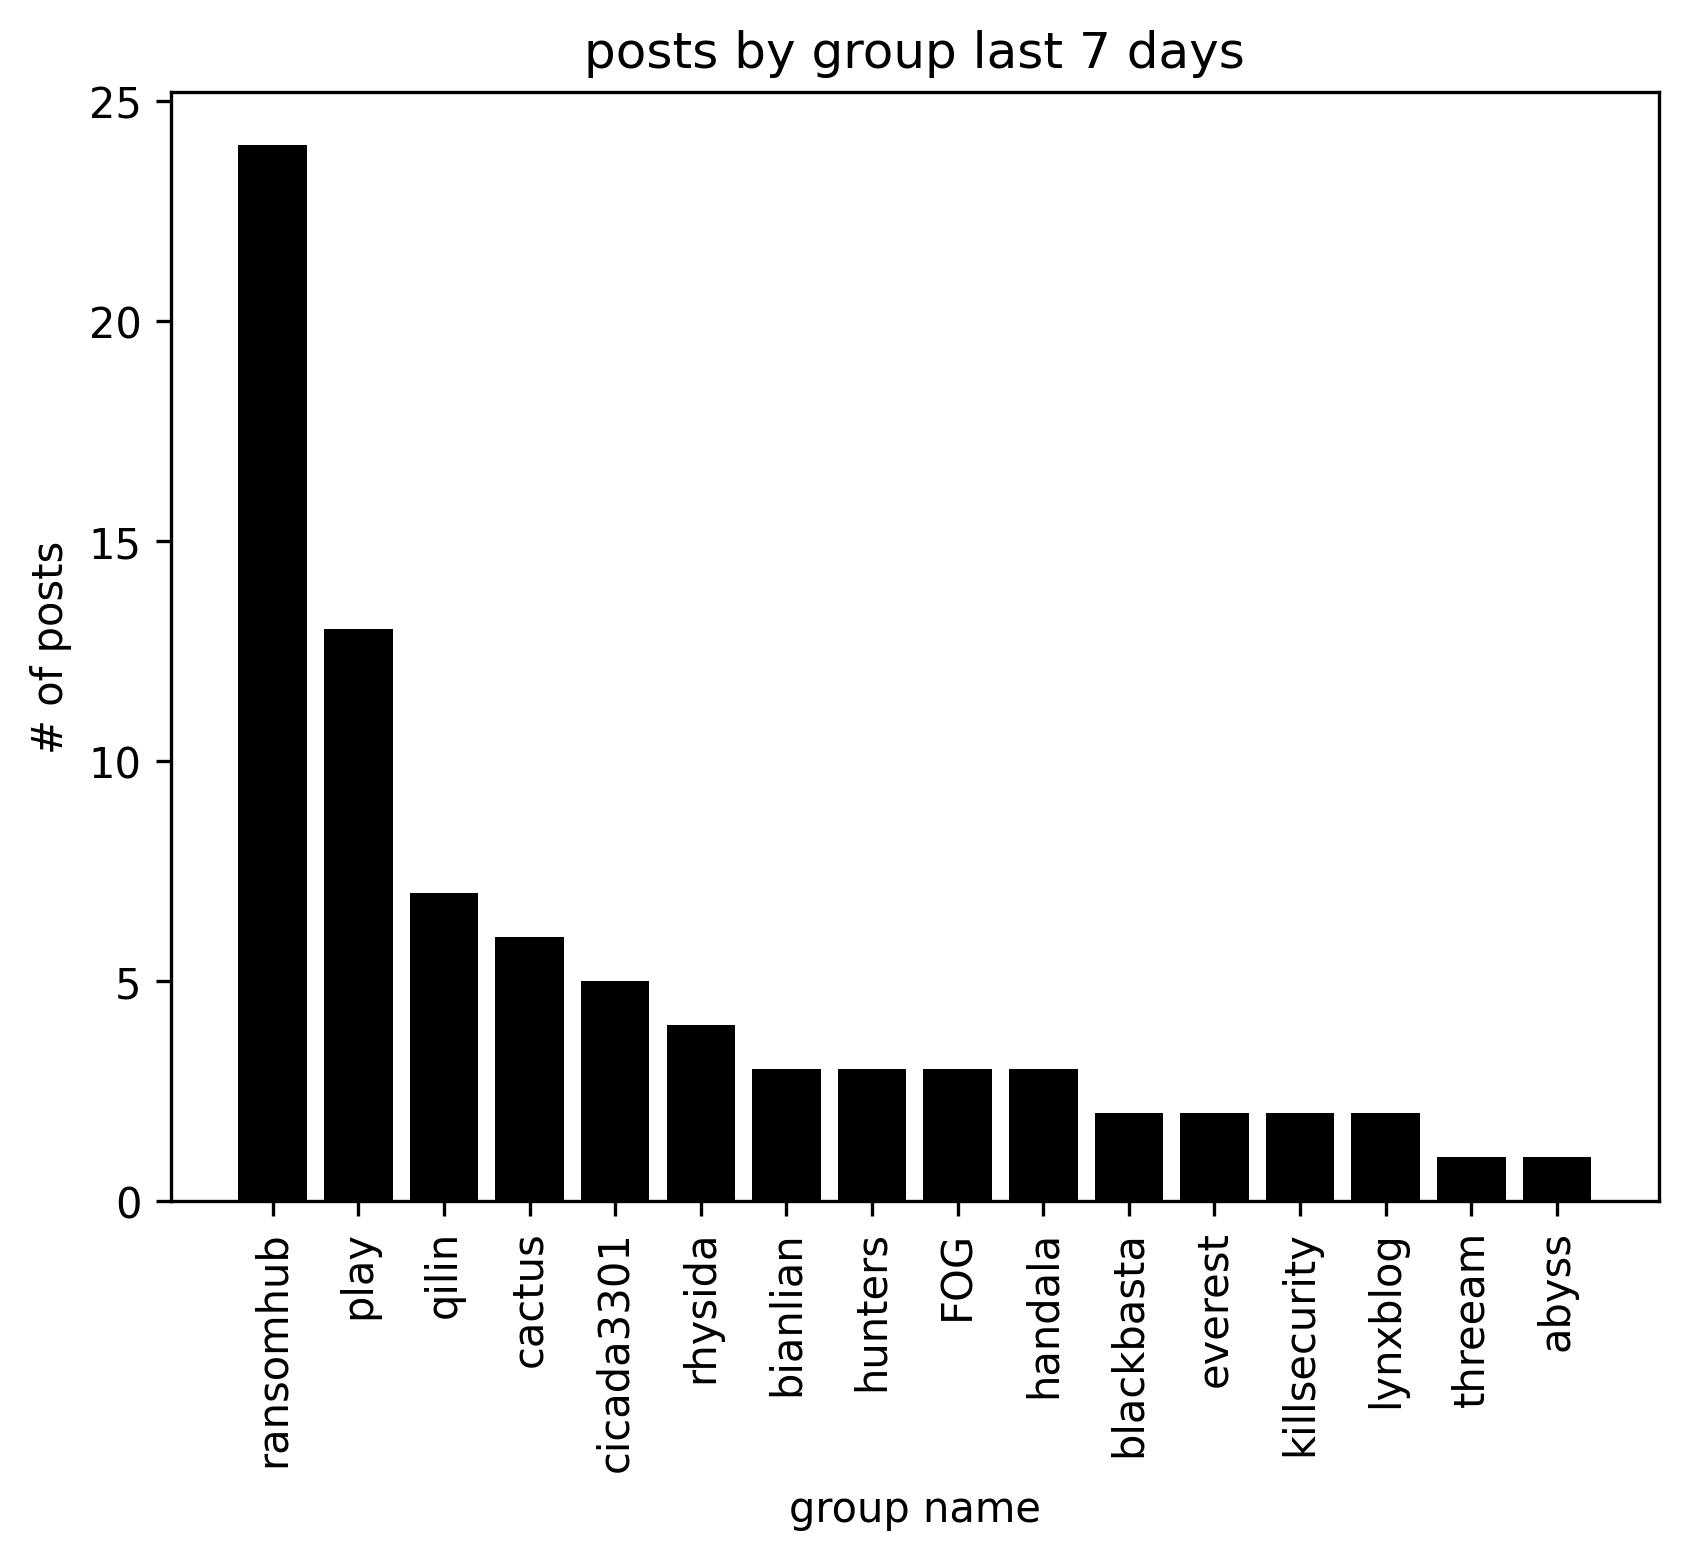 posts by group last 7 days
25
20
15
10
5
0
# of posts
ransomhub
play
qilin
cactus
cicada3301
rhysida
bianlian
hunters
FOG
handala
blackbasta
everest
killsecurity
lynxblog
threeam
abyss
group name